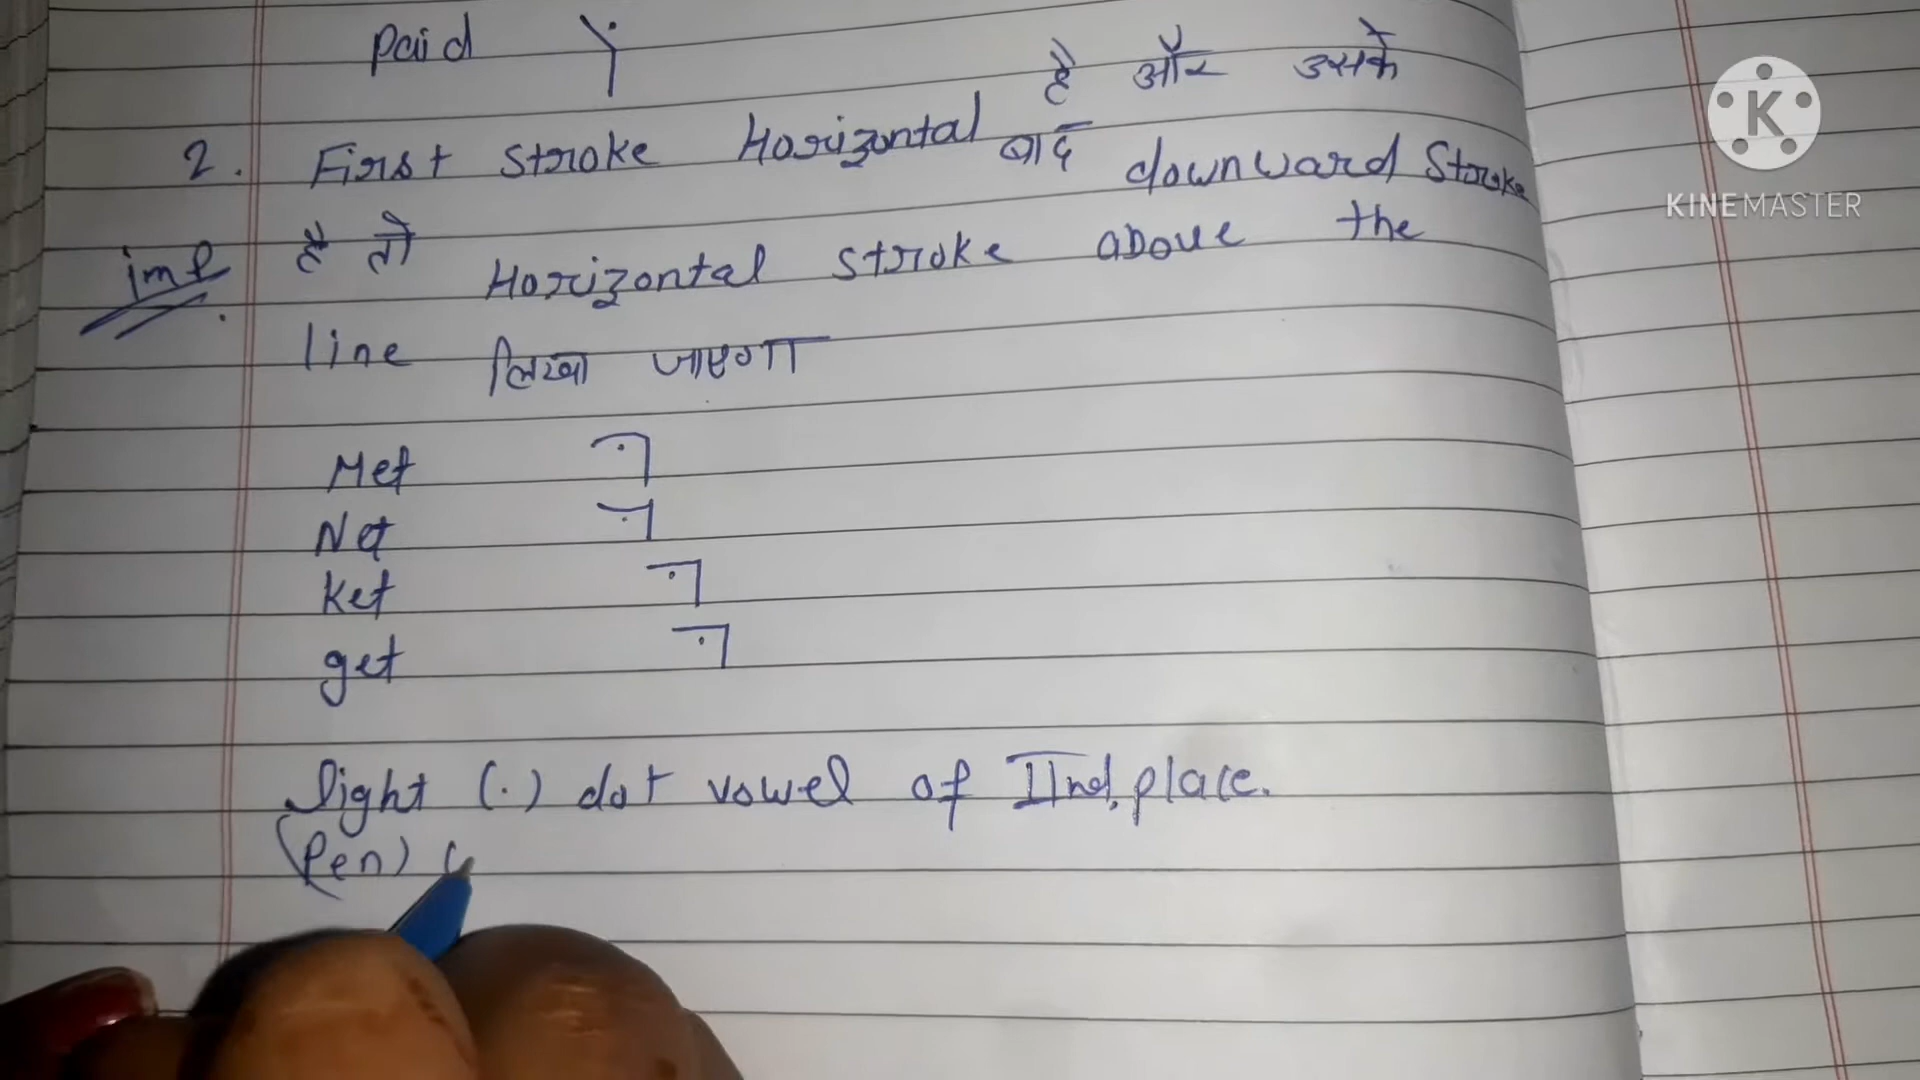 Paid
2. First Stroke Horizontal है और उसके बाद downward Stroke
imp है तो Horizontal stroke above the
line लिखा जाएगा
Met
Net
Ket
get
light (.) dot vowel of IInd, place.
(Pen) (
K
KINEMASTER